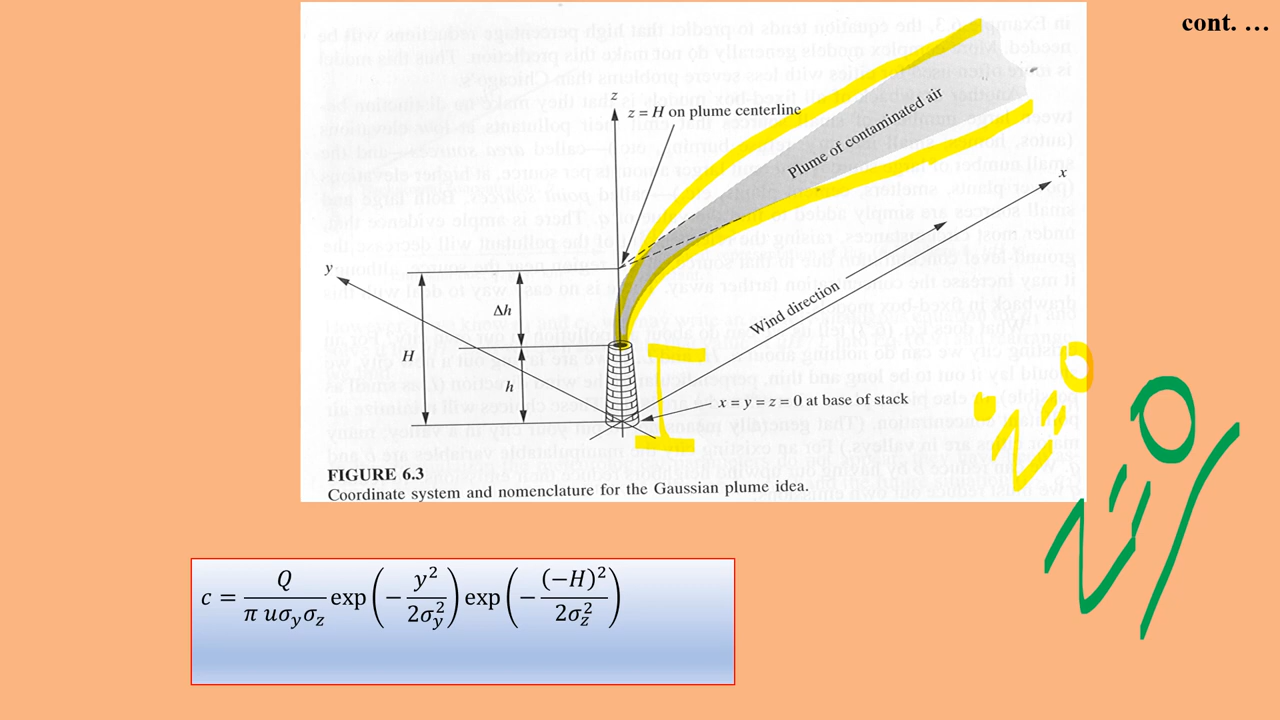 cont. …
z
z = H on plume centerline
Plume of contaminated air
x
y
Δh
Wind direction
H
h
x = y = z = 0 at base of stack
z=0
z=0
FIGURE 6.3
Coordinate system and nomenclature for the Gaussian plume idea.
c = Q / (π uσ_yσ_z) exp(−y²/2σ_y²) exp(−(−H)²/2σ_z²)